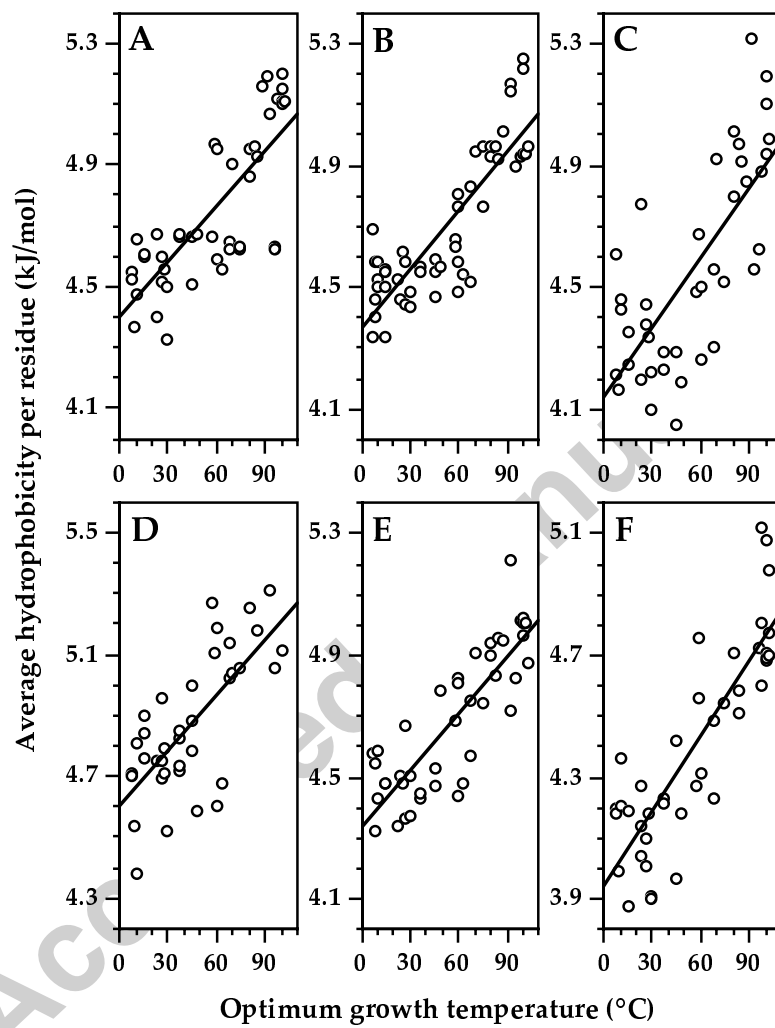 A B C
5.3 5.3 5.3
4.9 4.9 4.9
4.5 4.5 4.5
4.1 4.1 4.1
0 30 60 90 0 30 60 90 0 30 60 90
Average hydrophobicity per residue (kJ/mol)
D E F
5.5 5.3 5.1
5.1 4.9 4.7
4.7 4.5 4.3
4.3 4.1 3.9
0 30 60 90 0 30 60 90 0 30 60 90
Optimum growth temperature (°C)